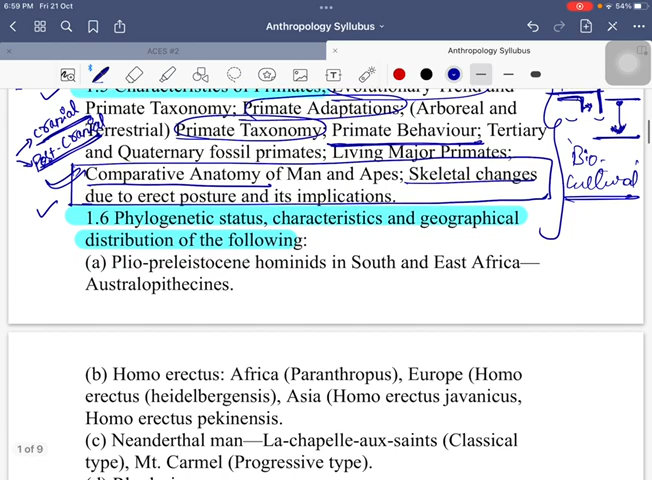 6:59 PM Fri 21 Oct
54%
Anthropology Syllabus
ACES #2
Anthropology Syllabus
1.5 Characteristics of Primates; Evolutionary Trend and
Primate Taxonomy; Primate Adaptations; (Arboreal and
Terrestrial) Primate Taxonomy; Primate Behaviour; Tertiary
and Quaternary fossil primates; Living Major Primates;
Comparative Anatomy of Man and Apes; Skeletal changes
due to erect posture and its implications.
cranial
Post-Cranial
Bio-
cultural
1.6 Phylogenetic status, characteristics and geographical
distribution of the following:
(a) Plio-preleistocene hominids in South and East Africa—
Australopithecines.
(b) Homo erectus: Africa (Paranthropus), Europe (Homo
erectus (heidelbergensis), Asia (Homo erectus javanicus,
Homo erectus pekinensis.
1 of 9
(c) Neanderthal man—La-chapelle-aux-saints (Classical
type), Mt. Carmel (Progressive type).